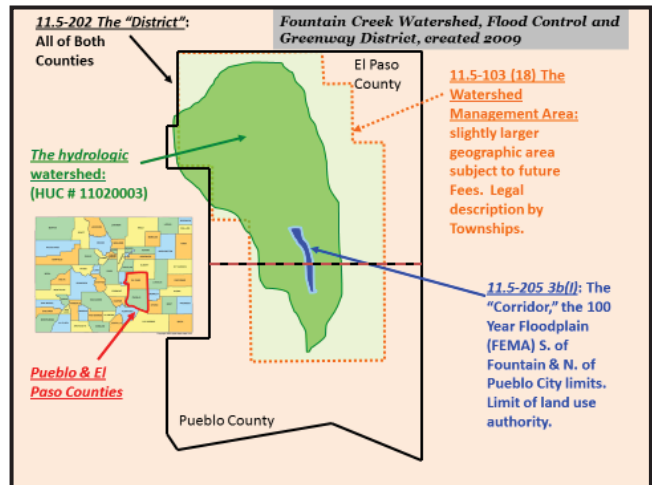 11.5-202 The "District":
All of Both
Counties
Fountain Creek Watershed, Flood Control and
Greenway District, created 2009
El Paso
County
11.5-103 (18) The
Watershed
Management Area:
slightly larger
geographic area
subject to future
Fees. Legal
description by
Townships.
The hydrologic
watershed:
(HUC # 11020003)
11.5-205 3b(I): The
"Corridor," the 100
Year Floodplain
(FEMA) S. of
Fountain & N. of
Pueblo City limits.
Limit of land use
authority.
Pueblo & El
Paso Counties
Pueblo County